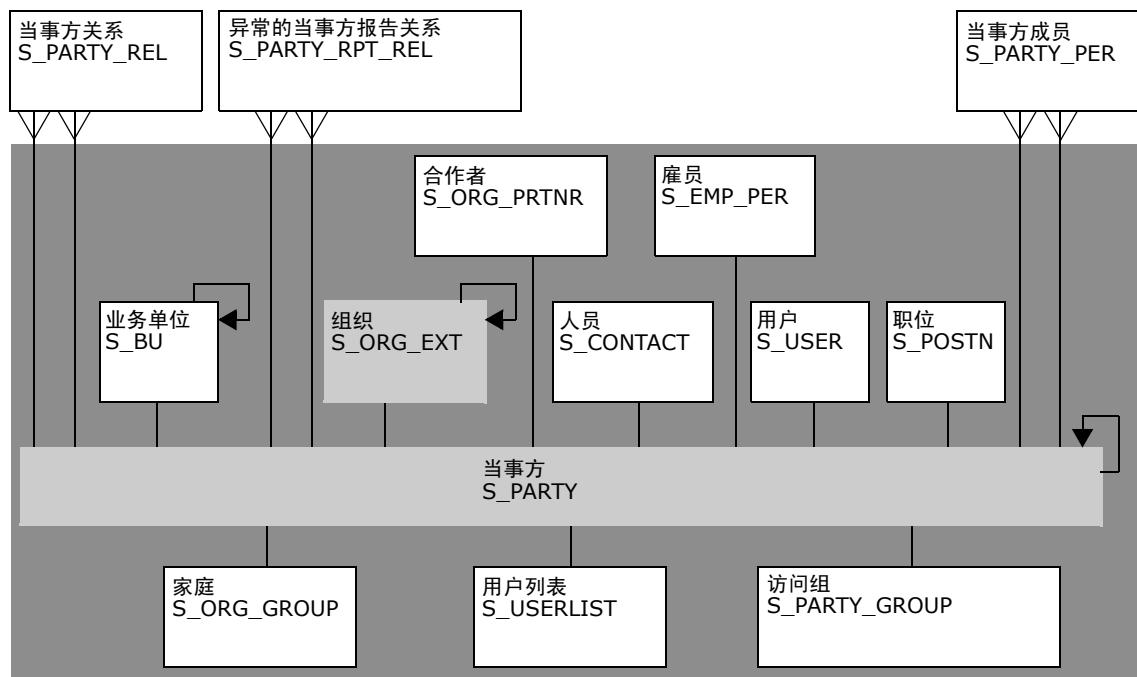 当事方关系
S_PARTY_REL
异常的当事方报告关系
S_PARTY_RPT_REL
当事方成员
S_PARTY_PER
合作者
S_ORG_PRTNR
雇员
S_EMP_PER
业务单位
S_BU
组织
S_ORG_EXT
人员
S_CONTACT
用户
S_USER
职位
S_POSTN
当事方
S_PARTY
家庭
S_ORG_GROUP
用户列表
S_USERLIST
访问组
S_PARTY_GROUP